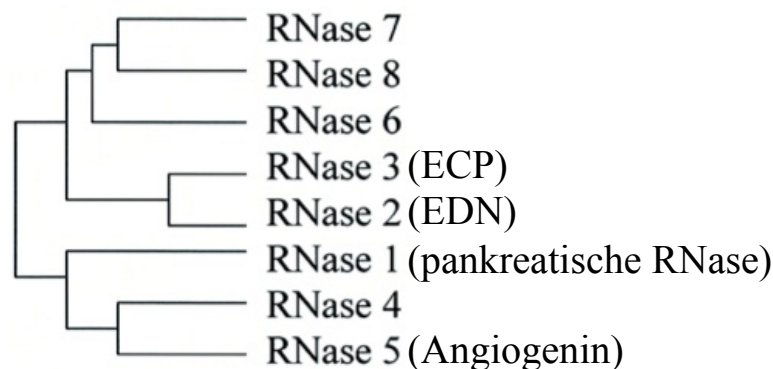 RNase 7
RNase 8
RNase 6
RNase 3 (ECP)
RNase 2 (EDN)
RNase 1 (pankreatische RNase)
RNase 4
RNase 5 (Angiogenin)